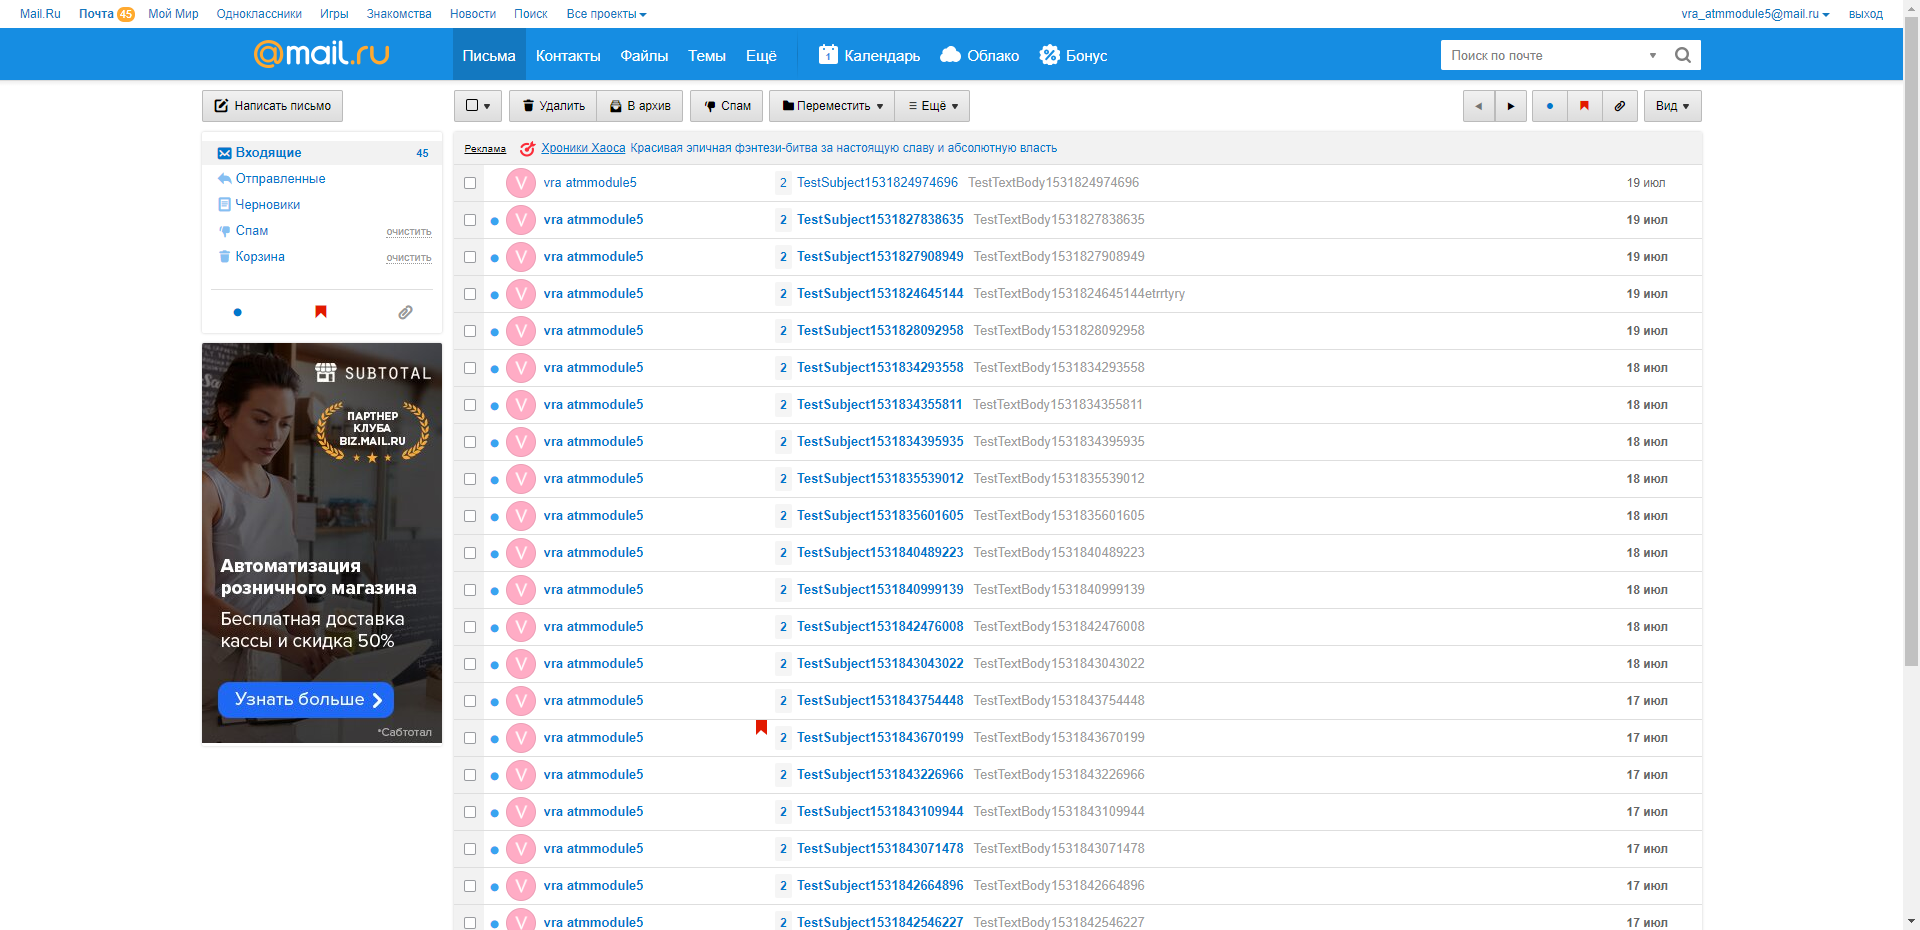 Mail.Ru Почта 45 Мой Мир Одноклассники Игры Знакомства Новости Поиск Все проекты vra_atmmodule5@mail.ru выход
@mail.ru Письма Контакты Файлы Темы Ещё 1 Календарь Облако % Бонус Поиск по почте
Написать письмо Удалить В архив Спам Переместить Ещё Вид
Входящие 45
Отправленные
Черновики
Спам очистить
Корзина очистить
SUBTOTAL
ПАРТНЕР
КЛУБА
BIZ.MAIL.RU
Автоматизация
розничного магазина
Бесплатная доставка
кассы и скидка 50%
Узнать больше
*Сабтотал
Реклама Хроники Хаоса Красивая эпичная фэнтези-битва за настоящую славу и абсолютную власть
V vra atmmodule5 2 TestSubject1531824974696 TestTextBody1531824974696 19 июл
V vra atmmodule5 2 TestSubject1531827838635 TestTextBody1531827838635 19 июл
V vra atmmodule5 2 TestSubject1531827908949 TestTextBody1531827908949 19 июл
V vra atmmodule5 2 TestSubject1531824645144 TestTextBody1531824645144etrrtyry 19 июл
V vra atmmodule5 2 TestSubject1531828092958 TestTextBody1531828092958 19 июл
V vra atmmodule5 2 TestSubject1531834293558 TestTextBody1531834293558 18 июл
V vra atmmodule5 2 TestSubject1531834355811 TestTextBody1531834355811 18 июл
V vra atmmodule5 2 TestSubject1531834395935 TestTextBody1531834395935 18 июл
V vra atmmodule5 2 TestSubject1531835539012 TestTextBody1531835539012 18 июл
V vra atmmodule5 2 TestSubject1531835601605 TestTextBody1531835601605 18 июл
V vra atmmodule5 2 TestSubject1531840489223 TestTextBody1531840489223 18 июл
V vra atmmodule5 2 TestSubject1531840999139 TestTextBody1531840999139 18 июл
V vra atmmodule5 2 TestSubject1531842476008 TestTextBody1531842476008 18 июл
V vra atmmodule5 2 TestSubject1531843043022 TestTextBody1531843043022 18 июл
V vra atmmodule5 2 TestSubject1531843754448 TestTextBody1531843754448 17 июл
V vra atmmodule5 2 TestSubject1531843670199 TestTextBody1531843670199 17 июл
V vra atmmodule5 2 TestSubject1531843226966 TestTextBody1531843226966 17 июл
V vra atmmodule5 2 TestSubject1531843109944 TestTextBody1531843109944 17 июл
V vra atmmodule5 2 TestSubject1531843071478 TestTextBody1531843071478 17 июл
V vra atmmodule5 2 TestSubject1531842664896 TestTextBody1531842664896 17 июл
V vra atmmodule5 2 TestSubject1531842546227 TestTextBody1531842546227 17 июл